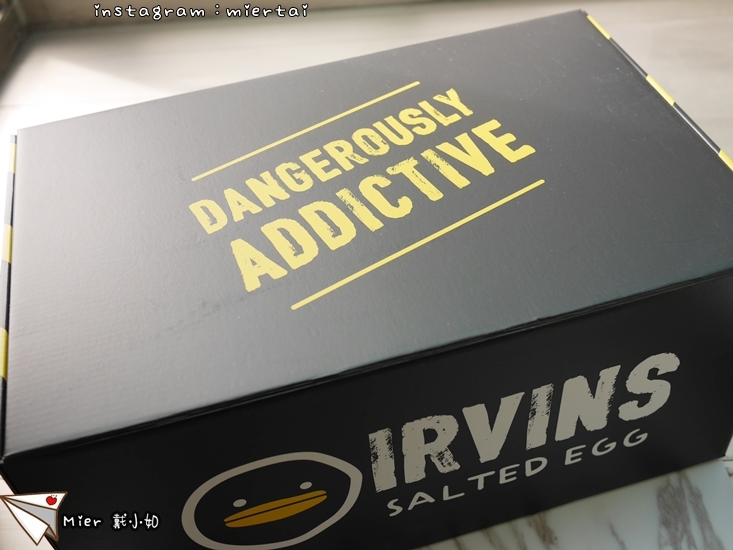 instagram：miertai
DANGEROUSLY
ADDICTIVE
IRVINS
SALTED EGG
Mier 戴小如